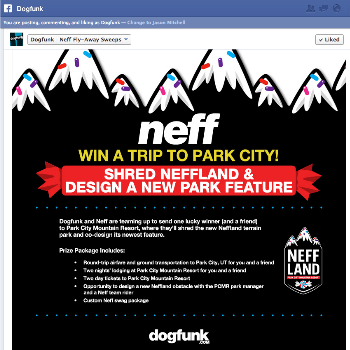 Dogfunk
You are posting, commenting, and liking as Dogfunk — Change to Jason Mitchell
Dogfunk Neff Fly-Away Sweeps
Liked
neff
WIN A TRIP TO PARK CITY!
SHRED NEFFLAND &
DESIGN A NEW PARK FEATURE
Dogfunk and Neff are teaming up to send one lucky winner (and a friend)
to Park City Mountain Resort, where they'll shred the new Neffland terrain
park and co-design its newest feature.
Prize Package Includes:
• Round-trip airfare and ground transportation to Park City, UT for you and a friend
• Two nights' lodging at Park City Mountain Resort for you and a friend
• Two day tickets to Park City Mountain Resort
• Opportunity to design a new Neffland obstacle with the PCMR park manager
and a Neff team rider
• Custom Neff swag package
NEFF
LAND
dogfunk
.COM